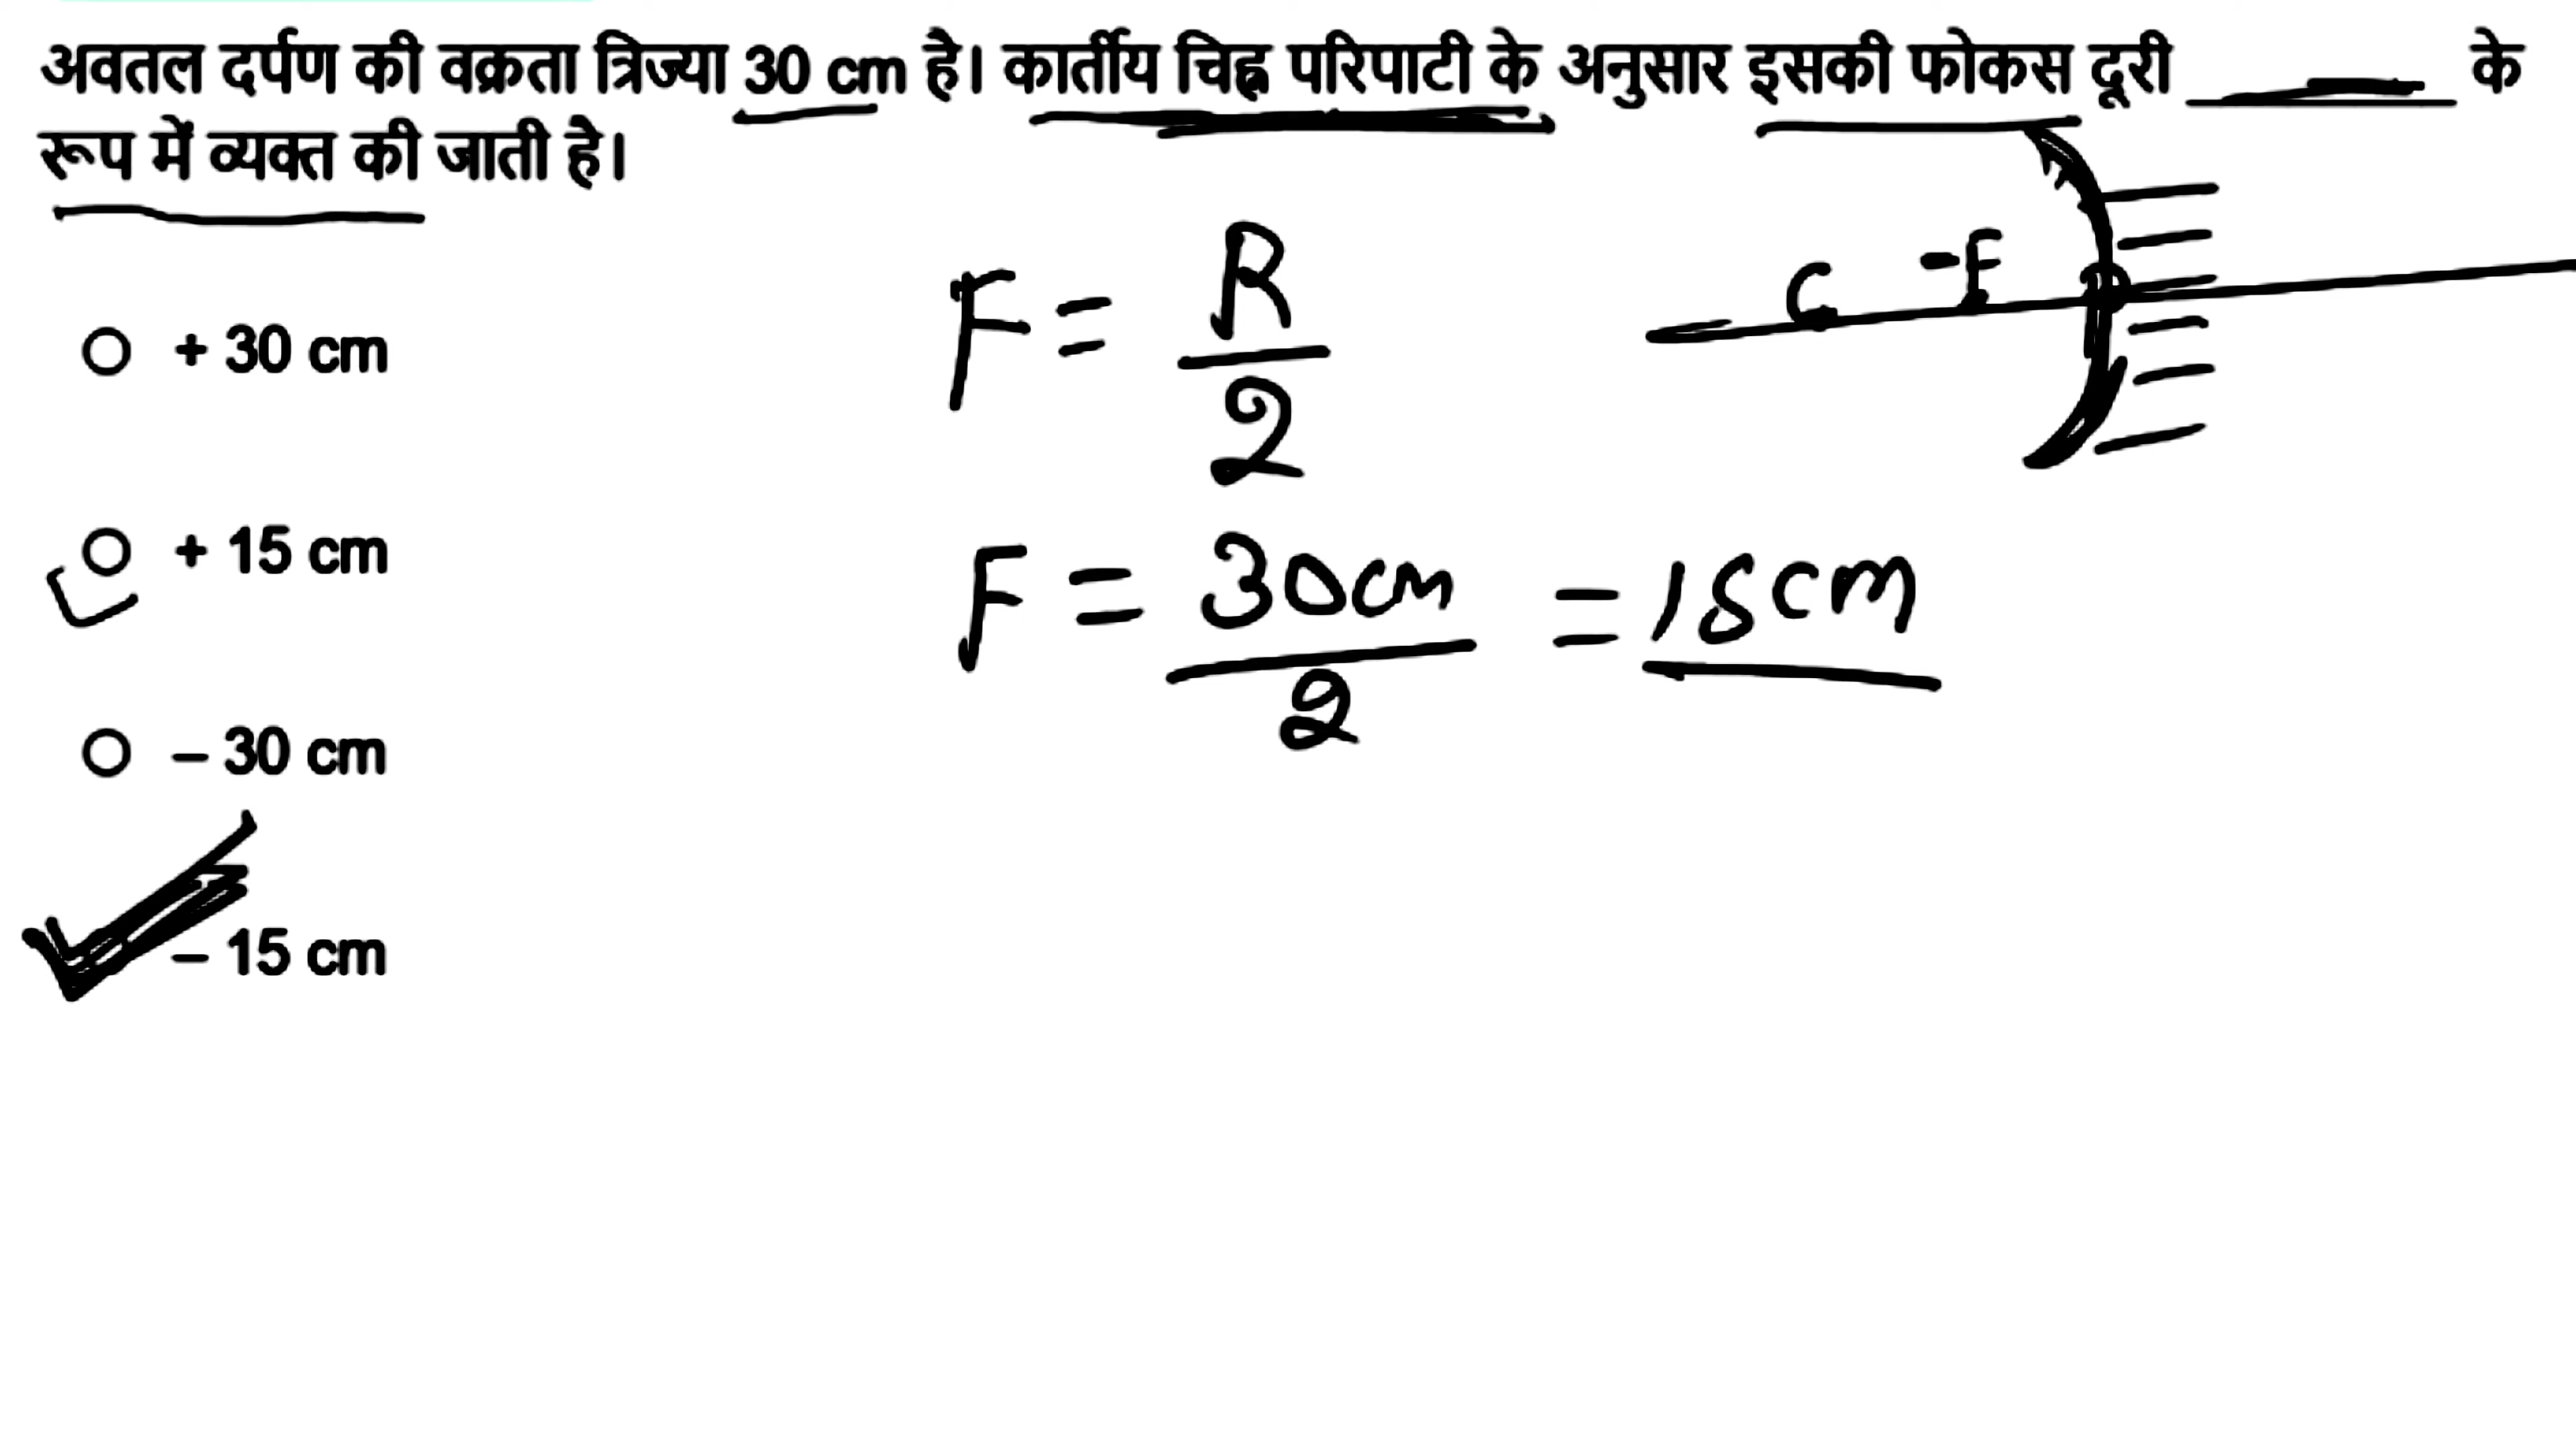 अवतल दर्पण की वक्रता त्रिज्या 30 cm है। कार्तीय चिह्न परिपाटी के अनुसार इसकी फोकस दूरी ________ के
रूप में व्यक्त की जाती है।
+ 30 cm
+ 15 cm
– 30 cm
– 15 cm
F = R/2
C -F P
F = 30cm/2 = 15cm